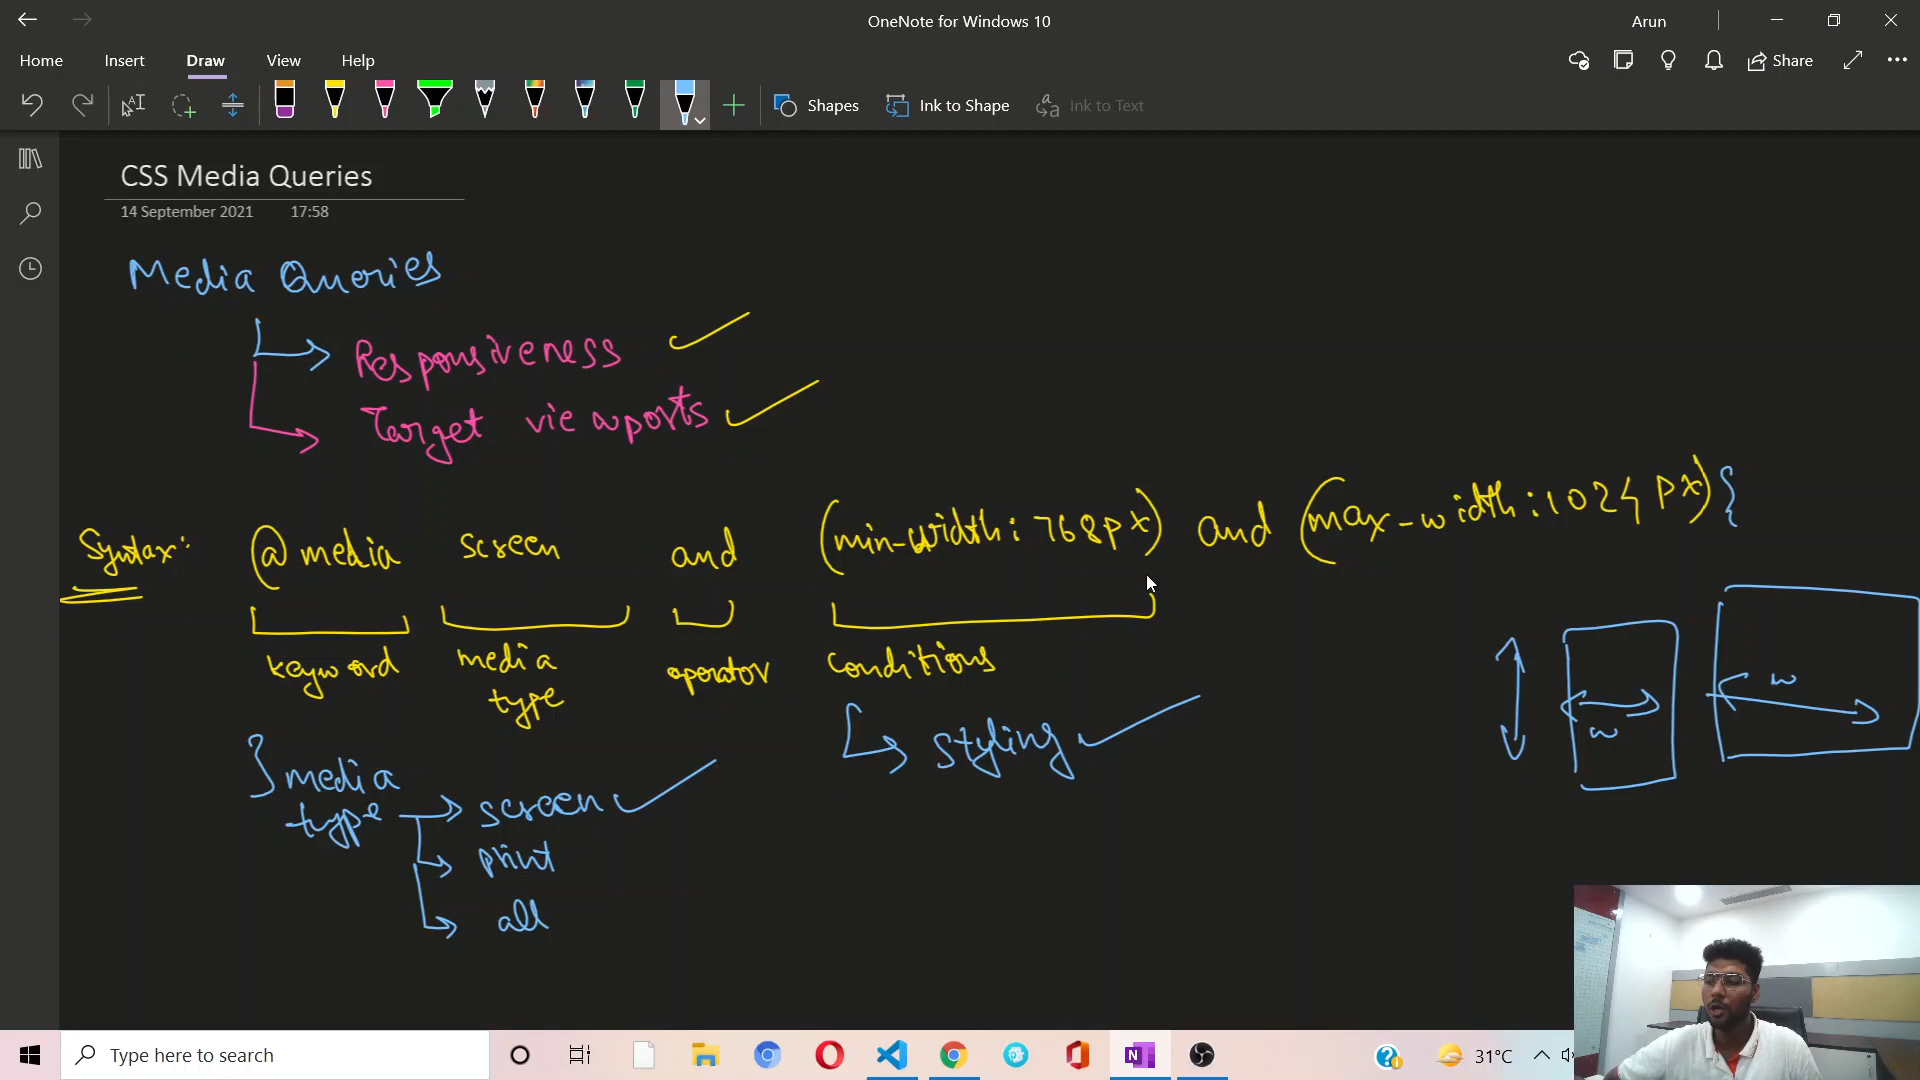 OneNote for Windows 10
Arun
Home Insert Draw View Help
Share
Shapes Ink to Shape Ink to Text
CSS Media Queries
14 September 2021 17:58
Media Queries
Responsiveness
Target viewports
Syntax: @media screen and (min-width: 768px) and (max-width: 1024px){
keyword media type operator conditions
styling
} media type
screen
print
all
w
w
Type here to search
31°C